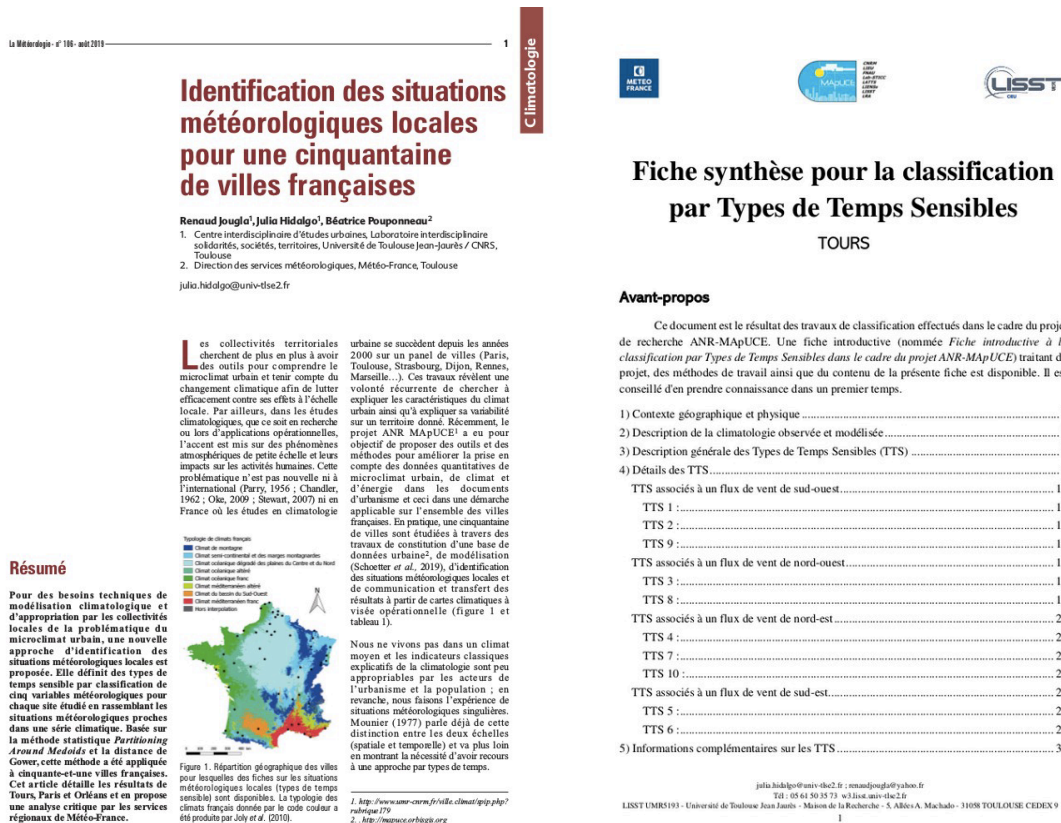 La Météorologie - n° 106 - août 2019
1
Climatologie
Identification des situations
météorologiques locales
pour une cinquantaine
de villes françaises
Renaud Jougla¹, Julia Hidalgo¹, Béatrice Pouponneau²
1. Centre interdisciplinaire d'études urbaines, Laboratoire interdisciplinaire
solidarités, sociétés, territoires, Université de Toulouse Jean-Jaurès / CNRS,
Toulouse
2. Direction des services météorologiques, Météo-France, Toulouse
julia.hidalgo@univ-tlse2.fr
Résumé
Pour des besoins techniques de
modélisation climatologique et
d'appropriation par les collectivités
locales de la problématique du
microclimat urbain, une nouvelle
approche d'identification des
situations météorologiques locales est
proposée. Elle définit des types de
temps sensible par classification de
cinq variables météorologiques pour
chaque site étudié en rassemblant les
situations météorologiques proches
dans une série climatique. Basée sur
la méthode statistique Partitioning
Around Medoids et la distance de
Gower, cette méthode a été appliquée
à cinquante-et-une villes françaises.
Cet article détaille les résultats de
Tours, Paris et Orléans et en propose
une analyse critique par les services
régionaux de Météo-France.
Les collectivités territoriales
cherchent de plus en plus à avoir
des outils pour comprendre le
microclimat urbain et tenir compte du
changement climatique afin de lutter
efficacement contre ses effets à l'échelle
locale. Par ailleurs, dans les études
climatologiques, que ce soit en recherche
ou lors d'applications opérationnelles,
l'accent est mis sur des phénomènes
atmosphériques de petite échelle et leurs
impacts sur les activités humaines. Cette
problématique n'est pas nouvelle ni à
l'international (Parry, 1956 ; Chandler,
1962 ; Oke, 2009 ; Stewart, 2007) ni en
France où les études en climatologie
Typologie de climats français
Climat de montagne
Climat semi-continental et des marges montagnardes
Climat océanique dégradé des plaines du Centre et du Nord
Climat océanique altéré
Climat océanique franc
Climat méditerranéen altéré
Climat du bassin du Sud-Ouest
Climat méditerranéen franc
Hors interpolation
N
Figure 1. Répartition géographique des villes
pour lesquelles des fiches sur les situations
météorologiques locales (types de temps
sensible) sont disponibles. La typologie des
climats français donnée par le code couleur a
été produite par Joly et al. (2010).
urbaine se succèdent depuis les années
2000 sur un panel de villes (Paris,
Toulouse, Strasbourg, Dijon, Rennes,
Marseille…). Ces travaux révèlent une
volonté récurrente de chercher à
expliquer les caractéristiques du climat
urbain ainsi qu'à expliquer sa variabilité
sur un territoire donné. Récemment, le
projet ANR MApUCE¹ a eu pour
objectif de proposer des outils et des
méthodes pour améliorer la prise en
compte des données quantitatives de
microclimat urbain, de climat et
d'énergie dans les documents
d'urbanisme et ceci dans une démarche
applicable sur l'ensemble des villes
françaises. En pratique, une cinquantaine
de villes sont étudiées à travers des
travaux de constitution d'une base de
données urbaine², de modélisation
(Schoetter et al., 2019), d'identification
des situations météorologiques locales et
de communication et transfert des
résultats à partir de cartes climatiques à
visée opérationnelle (figure 1 et
tableau 1).
Nous ne vivons pas dans un climat
moyen et les indicateurs classiques
explicatifs de la climatologie sont peu
appropriables par les acteurs de
l'urbanisme et la population ; en
revanche, nous faisons l'expérience de
situations météorologiques singulières.
Mounier (1977) parle déjà de cette
distinction entre les deux échelles
(spatiale et temporelle) et va plus loin
en montrant la nécessité d'avoir recours
à une approche par types de temps.
1. http://www.umr-cnrm.fr/ville.climat/spip.php?
rubrique179
2. . http://mapuce.orbisgis.org
METEO
FRANCE
MApUCE
LISST
Fiche synthèse pour la classification
par Types de Temps Sensibles
TOURS
Avant-propos
Ce document est le résultat des travaux de classification effectués dans le cadre du proje
de recherche ANR-MApUCE. Une fiche introductive (nommée Fiche introductive à l
classification par Types de Temps Sensibles dans le cadre du projet ANR-MApUCE) traitant d
projet, des méthodes de travail ainsi que du contenu de la présente fiche est disponible. Il es
conseillé d'en prendre connaissance dans un premier temps.
1) Contexte géographique et physique
2) Description de la climatologie observée et modélisée
3) Description générale des Types de Temps Sensibles (TTS)
4) Détails des TTS 1
TTS associés à un flux de vent de sud-ouest 1
TTS 1 : 1
TTS 2 : 1
TTS 9 : 1
TTS associés à un flux de vent de nord-ouest 1
TTS 3 : 1
TTS 8 : 1
TTS associés à un flux de vent de nord-est 2
TTS 4 : 2
TTS 7 : 2
TTS 10 : 2
TTS associés à un flux de vent de sud-est 2
TTS 5 : 2
TTS 6 : 2
5) Informations complémentaires sur les TTS 3
julia.hidalgo@univ-tlse2.fr ; renaudjougla@yahoo.fr
Tél : 05 61 50 35 73 w3.lisst.univ-tlse2.fr
LISST UMR5193 - Université de Toulouse Jean Jaurès - Maison de la Recherche - 5, Allées A. Machado - 31058 TOULOUSE CEDEX 9
1